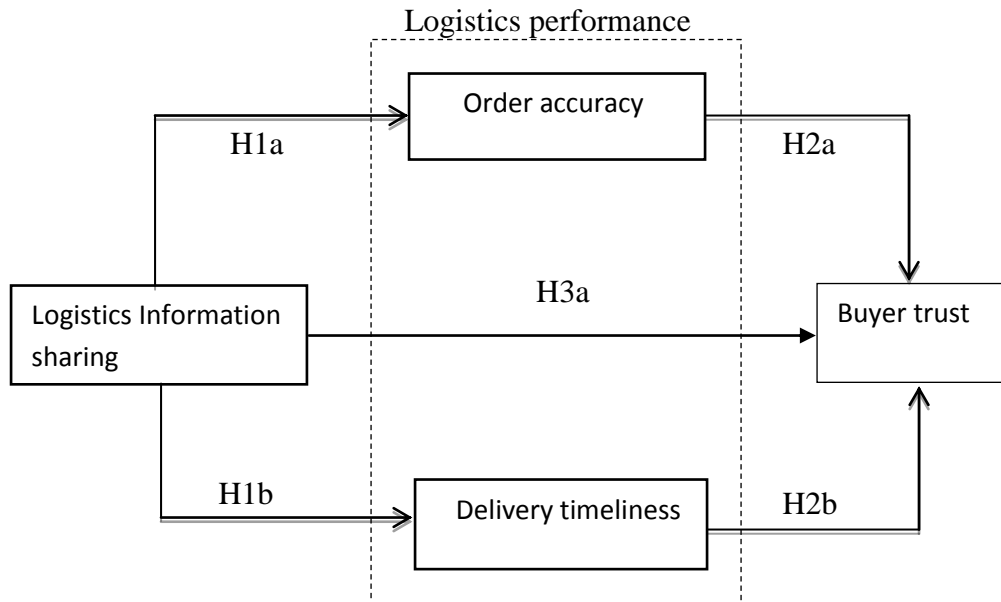 Logistics performance
Order accuracy
H1a
H2a
H3a
Logistics Information
sharing
Buyer trust
H1b
Delivery timeliness
H2b